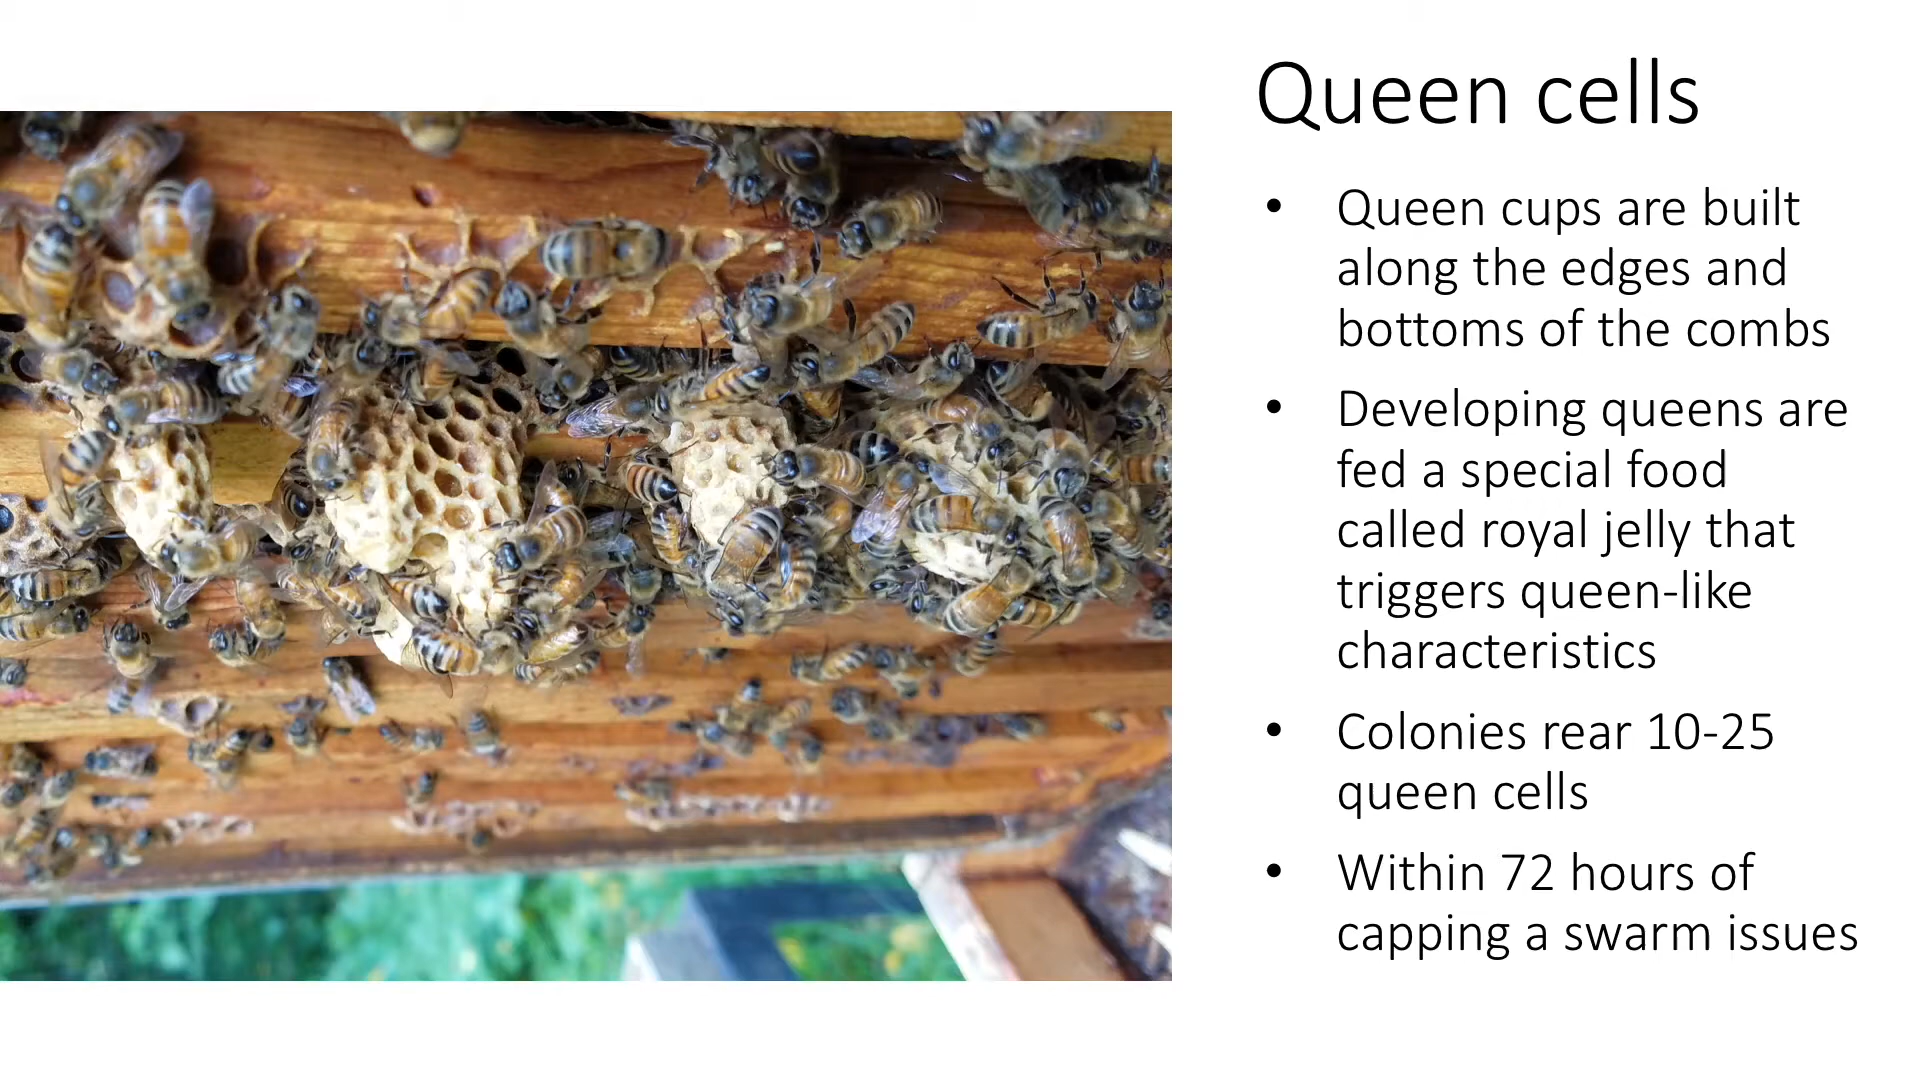 Queen cells
• Queen cups are built
along the edges and
bottoms of the combs
• Developing queens are
fed a special food
called royal jelly that
triggers queen-like
characteristics
• Colonies rear 10-25
queen cells
• Within 72 hours of
capping a swarm issues